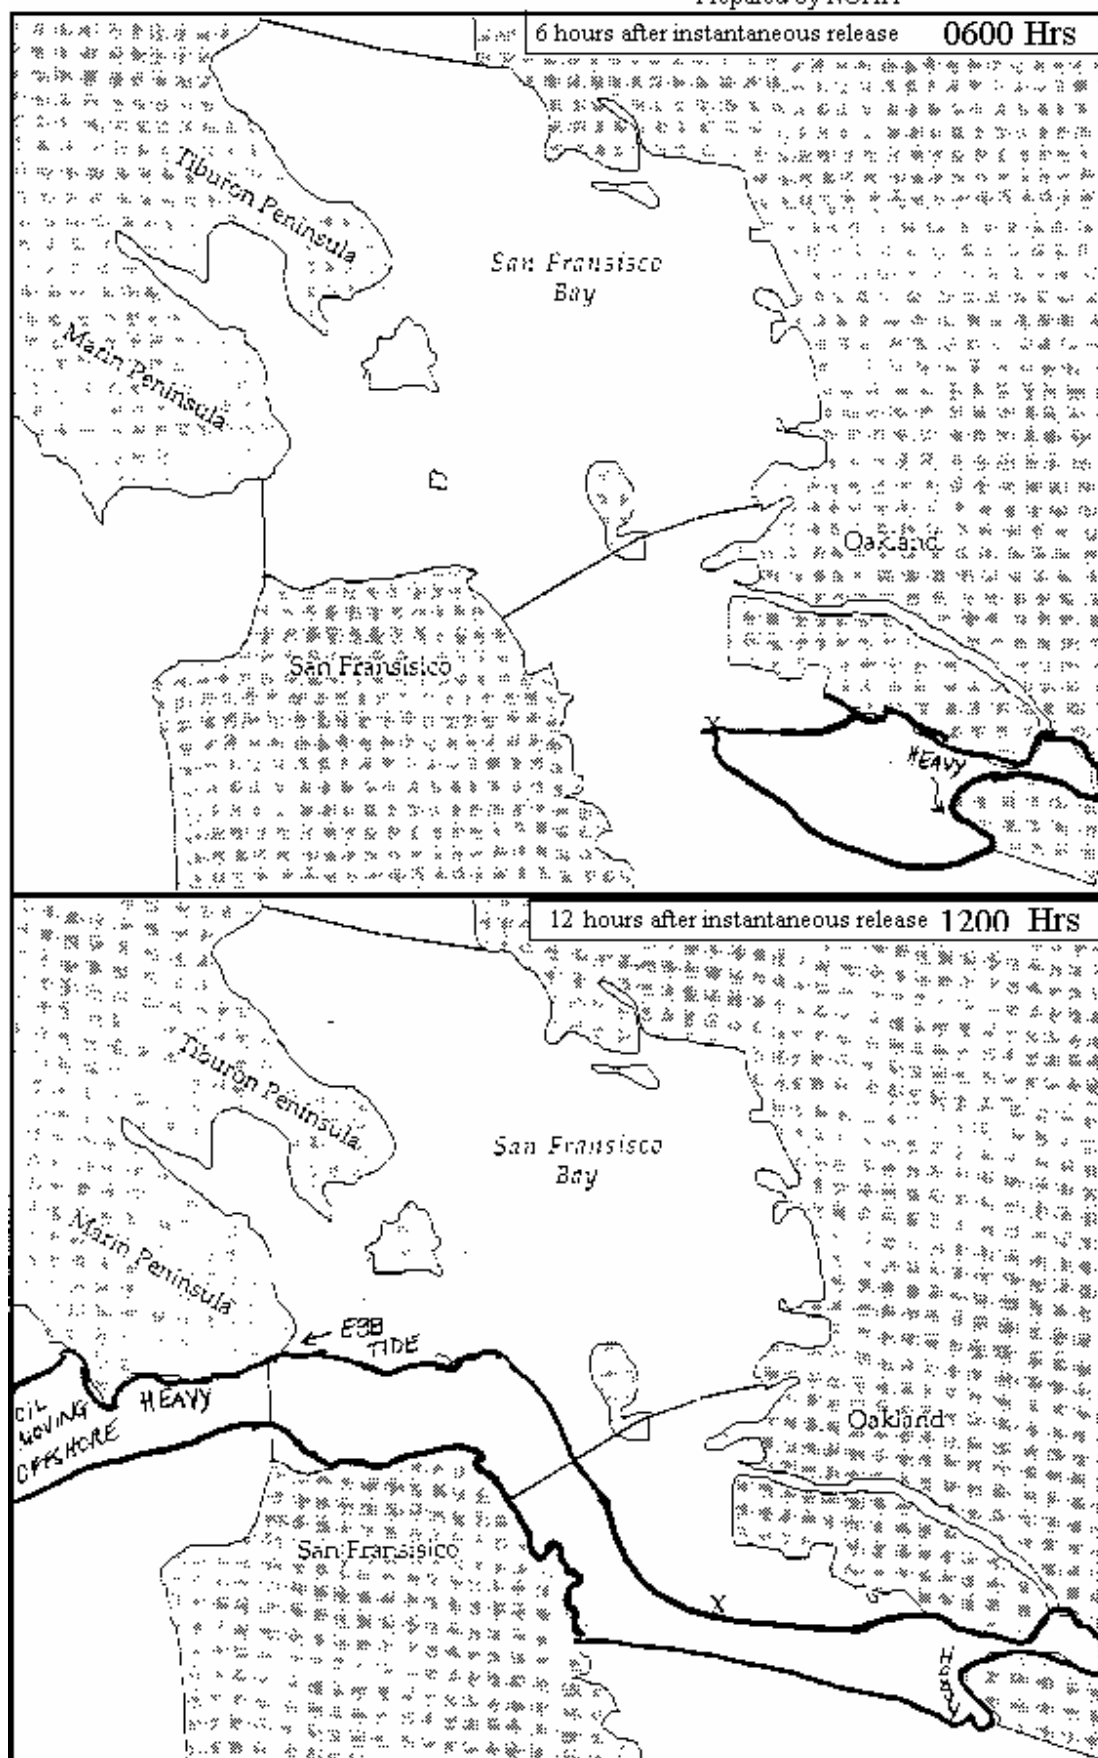 Prepared by NOAA
6 hours after instantaneous release 0600 Hrs
Tiburon Peninsula
San Fransisco
Bay
Marin Peninsula
Oakland
San Fransisico
X
HEAVY
12 hours after instantaneous release 1200 Hrs
Tiburon Peninsula
San Fransisco
Bay
Marin Peninsula
EBB
TIDE
HEAVY
OIL
MOVING
OFFSHORE
Oakland
San Fransisico
X
HEAVY